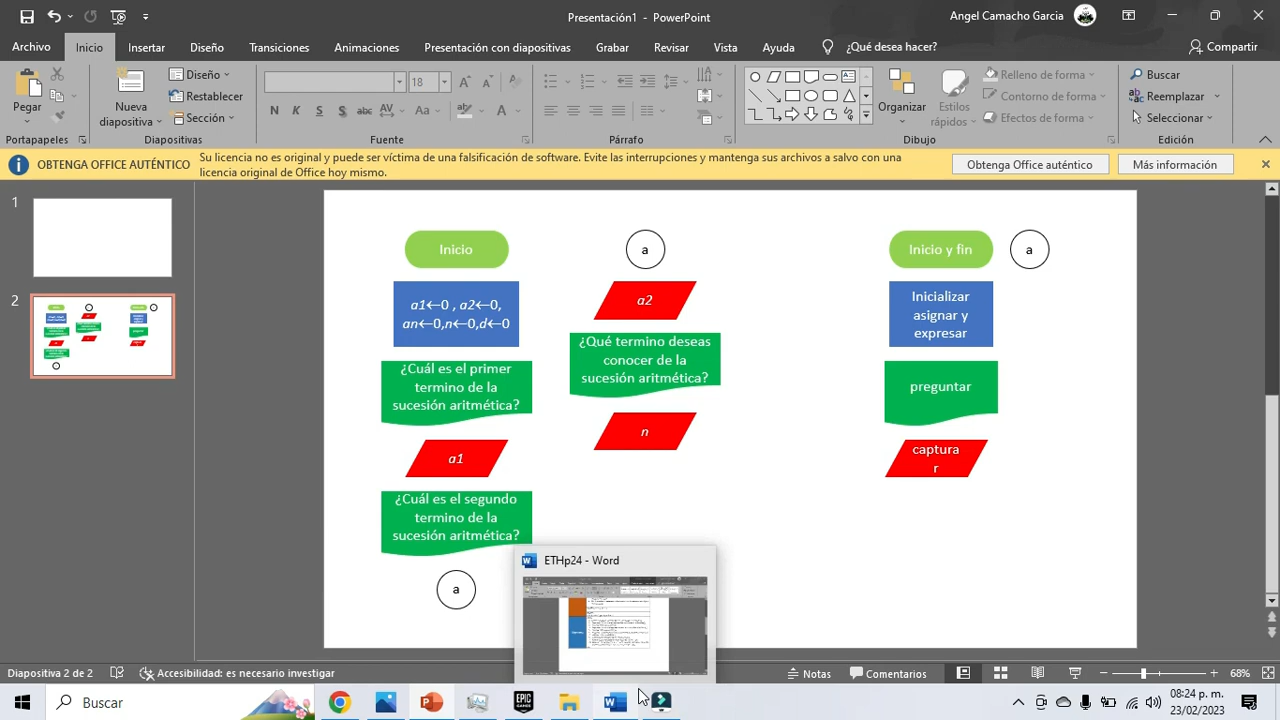 Presentación1 - PowerPoint
Angel Camacho Garcia
Archivo
Inicio
Insertar
Diseño
Transiciones
Animaciones
Presentación con diapositivas
Grabar
Revisar
Vista
Ayuda
¿Qué desea hacer?
Compartir
Pegar
Nueva
diapositiva
Diseño
Restablecer
Sección
18
N
K
S
S
abc
AV
Aa
A
Organizar
Estilos
rápidos
Relleno de forma
Contorno de forma
Efectos de forma
Buscar
Reemplazar
Seleccionar
Portapapeles
Diapositivas
Fuente
Párrafo
Dibujo
Edición
OBTENGA OFFICE AUTÉNTICO
Su licencia no es original y puede ser víctima de una falsificación de software. Evite las interrupciones y mantenga sus archivos a salvo con una
licencia original de Office hoy mismo.
Obtenga Office auténtico
Más información
1
2
Inicio
a1←0 , a2←0,
an←0,n←0,d←0
¿Cuál es el primer
termino de la
sucesión aritmética?
a1
¿Cuál es el segundo
termino de la
sucesión aritmética?
a
a
a2
¿Qué termino deseas
conocer de la
sucesión aritmética?
n
Inicio y fin
a
Inicializar
asignar y
expresar
preguntar
captura
r
ETHp24 - Word
Diapositiva 2 de 2
Accesibilidad: es necesario investigar
Notas
Comentarios
68%
Buscar
EPIC
GAMES
08:24 p. m.
23/02/2023